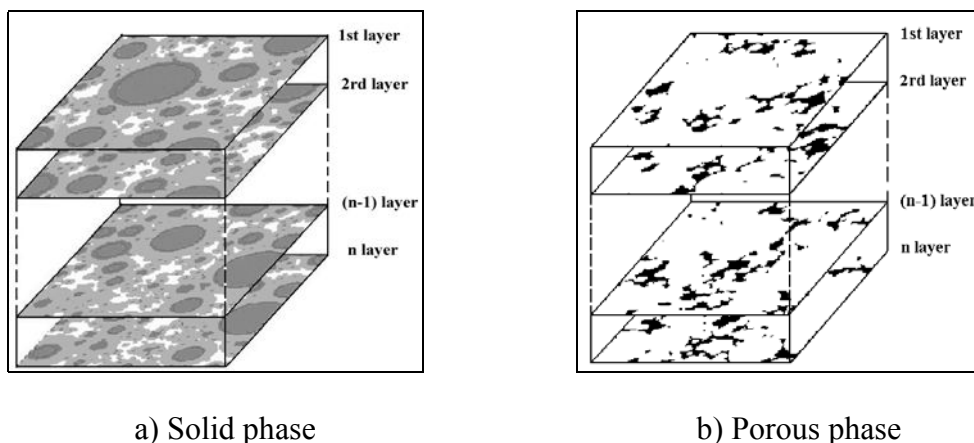 1st layer
2rd layer
(n-1) layer
n layer
1st layer
2rd layer
(n-1) layer
n layer
a) Solid phase
b) Porous phase